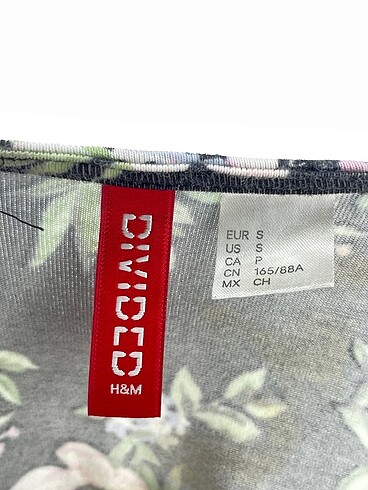 DIVIDED
H&M
EUR S
US S
CA P
CN 165/88A
MX CH